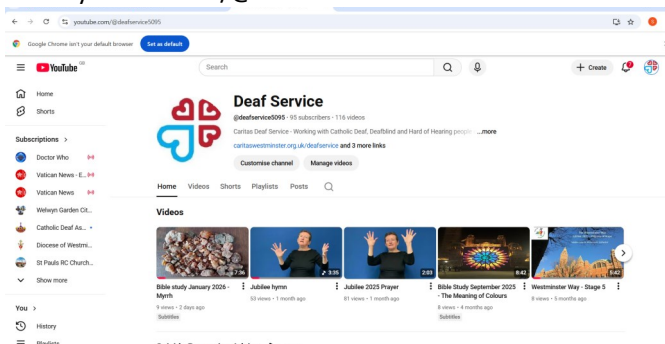 youtube.com/@deafservice5095
Google Chrome isn't your default browser
Set as default
YouTube GB
Search
Create
Home
Shorts
Subscriptions
Doctor Who
Vatican News - E...
Vatican News
Welwyn Garden Cit...
Catholic Deaf As...
Diocese of Westmi...
St Pauls RC Church...
Show more
You
History
Playlists
Deaf Service
@deafservice5095 · 95 subscribers · 116 videos
Caritas Deaf Service - Working with Catholic Deaf, Deafblind and Hard of Hearing people ...more
caritaswestminster.org.uk/deafservice and 3 more links
Customise channel
Manage videos
Home Videos Shorts Playlists Posts
Videos
7:36
3:35
2:03
8:42
5:42
Bible study January 2026 - Myrrh
9 views • 2 days ago
Subtitles
Jubilee hymn
53 views • 1 month ago
Jubilee 2025 Prayer
81 views • 1 month ago
Bible Study September 2025 - The Meaning of Colours
8 views • 4 months ago
Subtitles
Westminster Way - Stage 5
8 views • 5 months ago